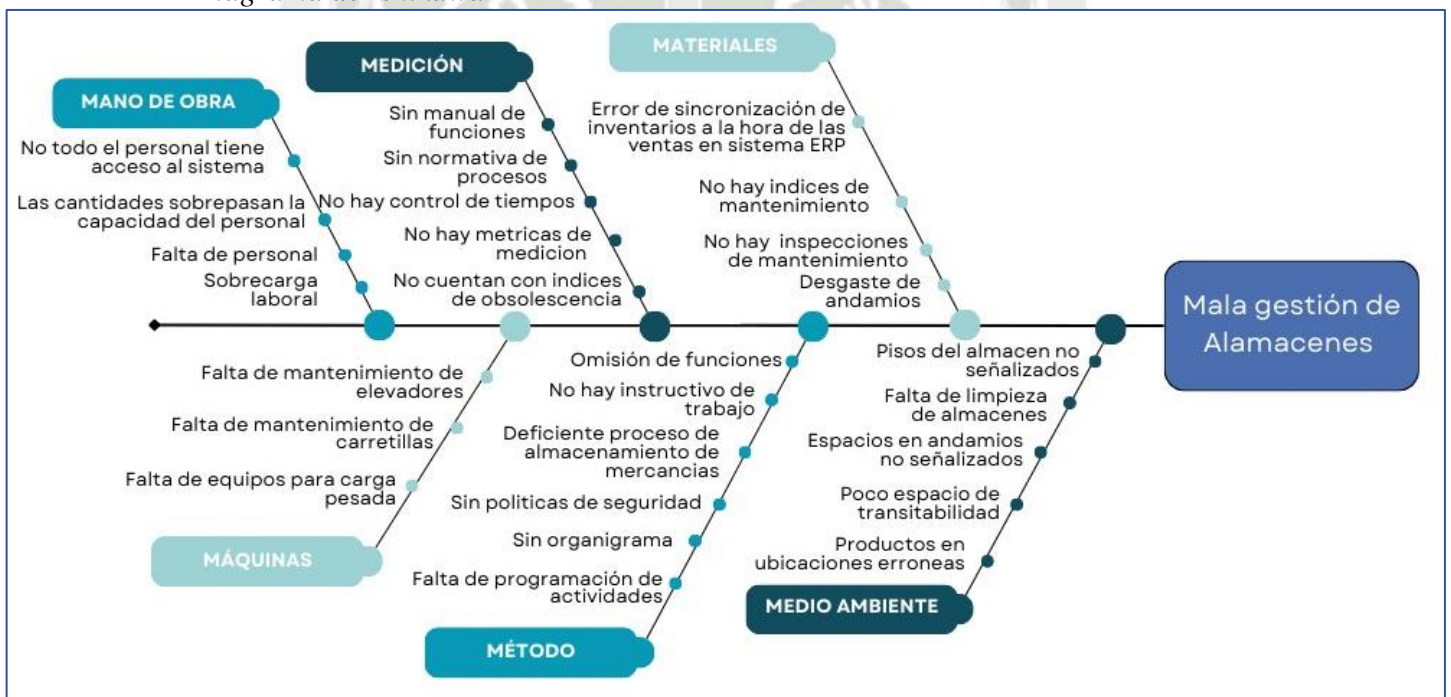 MANO DE OBRA
No todo el personal tiene
acceso al sistema
Las cantidades sobrepasan la
capacidad del personal
Falta de personal
Sobrecarga
laboral
MEDICIÓN
Sin manual de
funciones
Sin normativa de
procesos
No hay control de tiempos
No hay metricas de
medicion
No cuentan con indices
de obsolescencia
MATERIALES
Error de sincronización de
inventarios a la hora de las
ventas en sistema ERP
No hay indices de
mantenimiento
No hay inspecciones
de mantenimiento
Desgaste de
andamios
Mala gestión de
Alamacenes
Falta de mantenimiento de
elevadores
Falta de mantenimiento de
carretillas
Falta de equipos para carga
pesada
MÁQUINAS
Omisión de funciones
No hay instructivo de
trabajo
Deficiente proceso de
almacenamiento de
mercancias
Sin politicas de seguridad
Sin organigrama
Falta de programación de
actividades
MÉTODO
Pisos del almacen no
señalizados
Falta de limpieza
de almacenes
Espacios en andamios
no señalizados
Poco espacio de
transitabilidad
Productos en
ubicaciones erroneas
MEDIO AMBIENTE